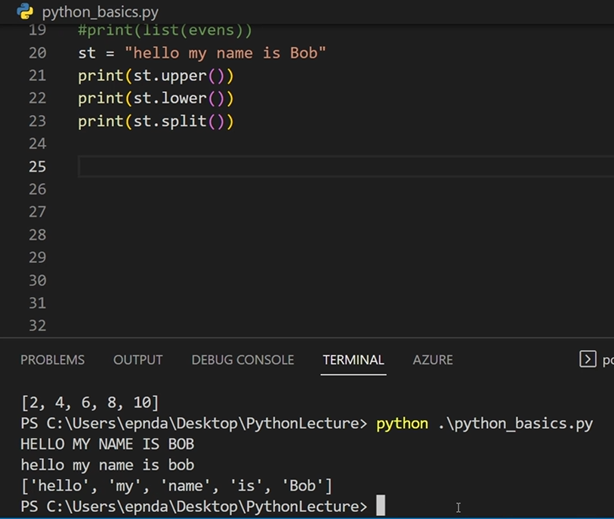 python_basics.py
19 #print(list(evens))
20 st = "hello my name is Bob"
21 print(st.upper())
22 print(st.lower())
23 print(st.split())
24
25
26
27
28
29
30
31
32
PROBLEMS OUTPUT DEBUG CONSOLE TERMINAL AZURE po
[2, 4, 6, 8, 10]
PS C:\Users\epnda\Desktop\PythonLecture> python .\python_basics.py
HELLO MY NAME IS BOB
hello my name is bob
['hello', 'my', 'name', 'is', 'Bob']
PS C:\Users\epnda\Desktop\PythonLecture>